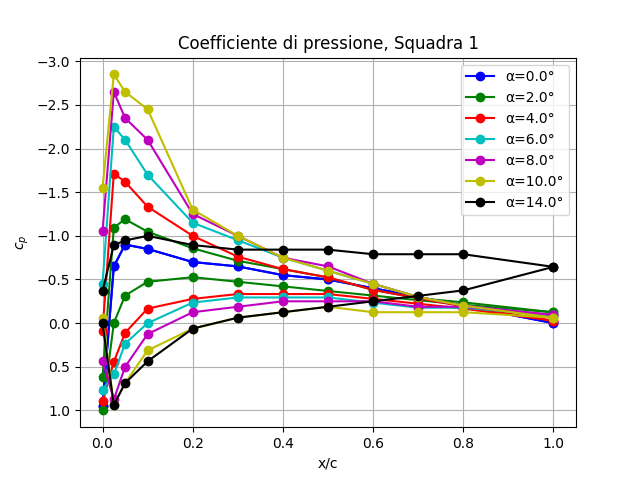 Coefficiente di pressione, Squadra 1
−3.0
−2.5
−2.0
−1.5
−1.0
−0.5
0.0
0.5
1.0
c_p
α=0.0°
α=2.0°
α=4.0°
α=6.0°
α=8.0°
α=10.0°
α=14.0°
0.0 0.2 0.4 0.6 0.8 1.0
x/c